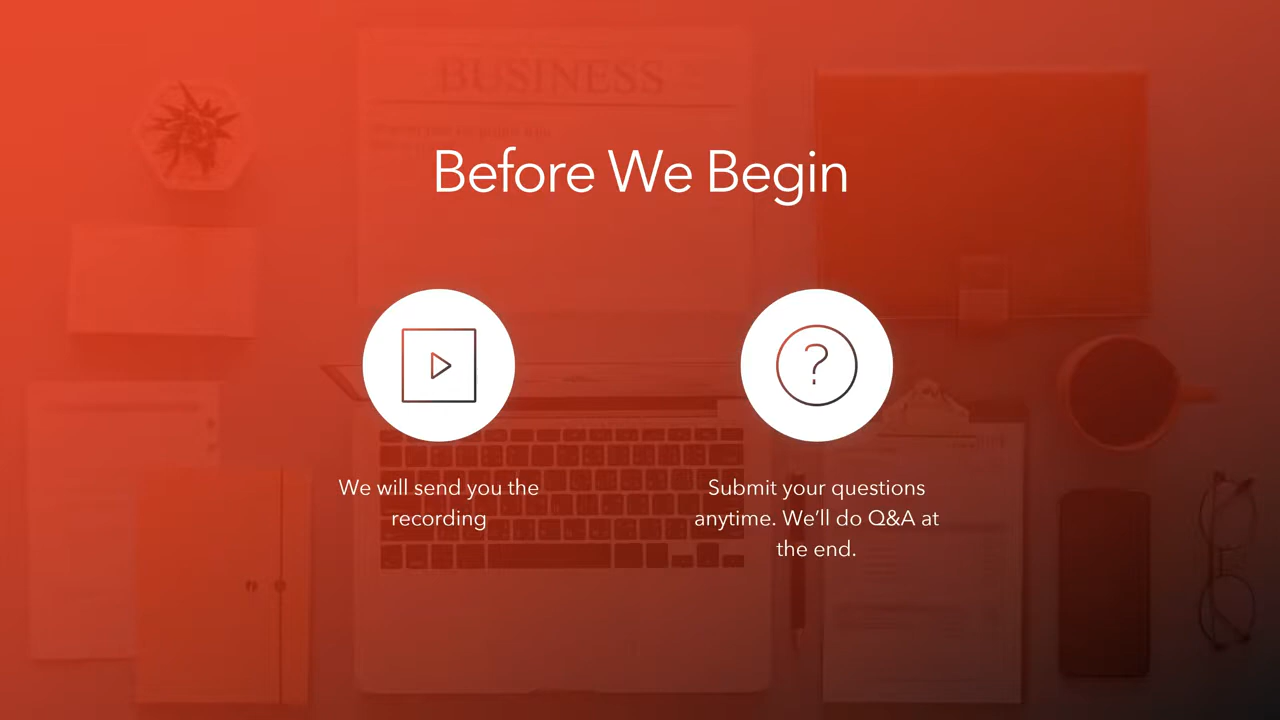 BUSINESS
Before We Begin
?
We will send you the
recording
Submit your questions
anytime. We’ll do Q&A at
the end.